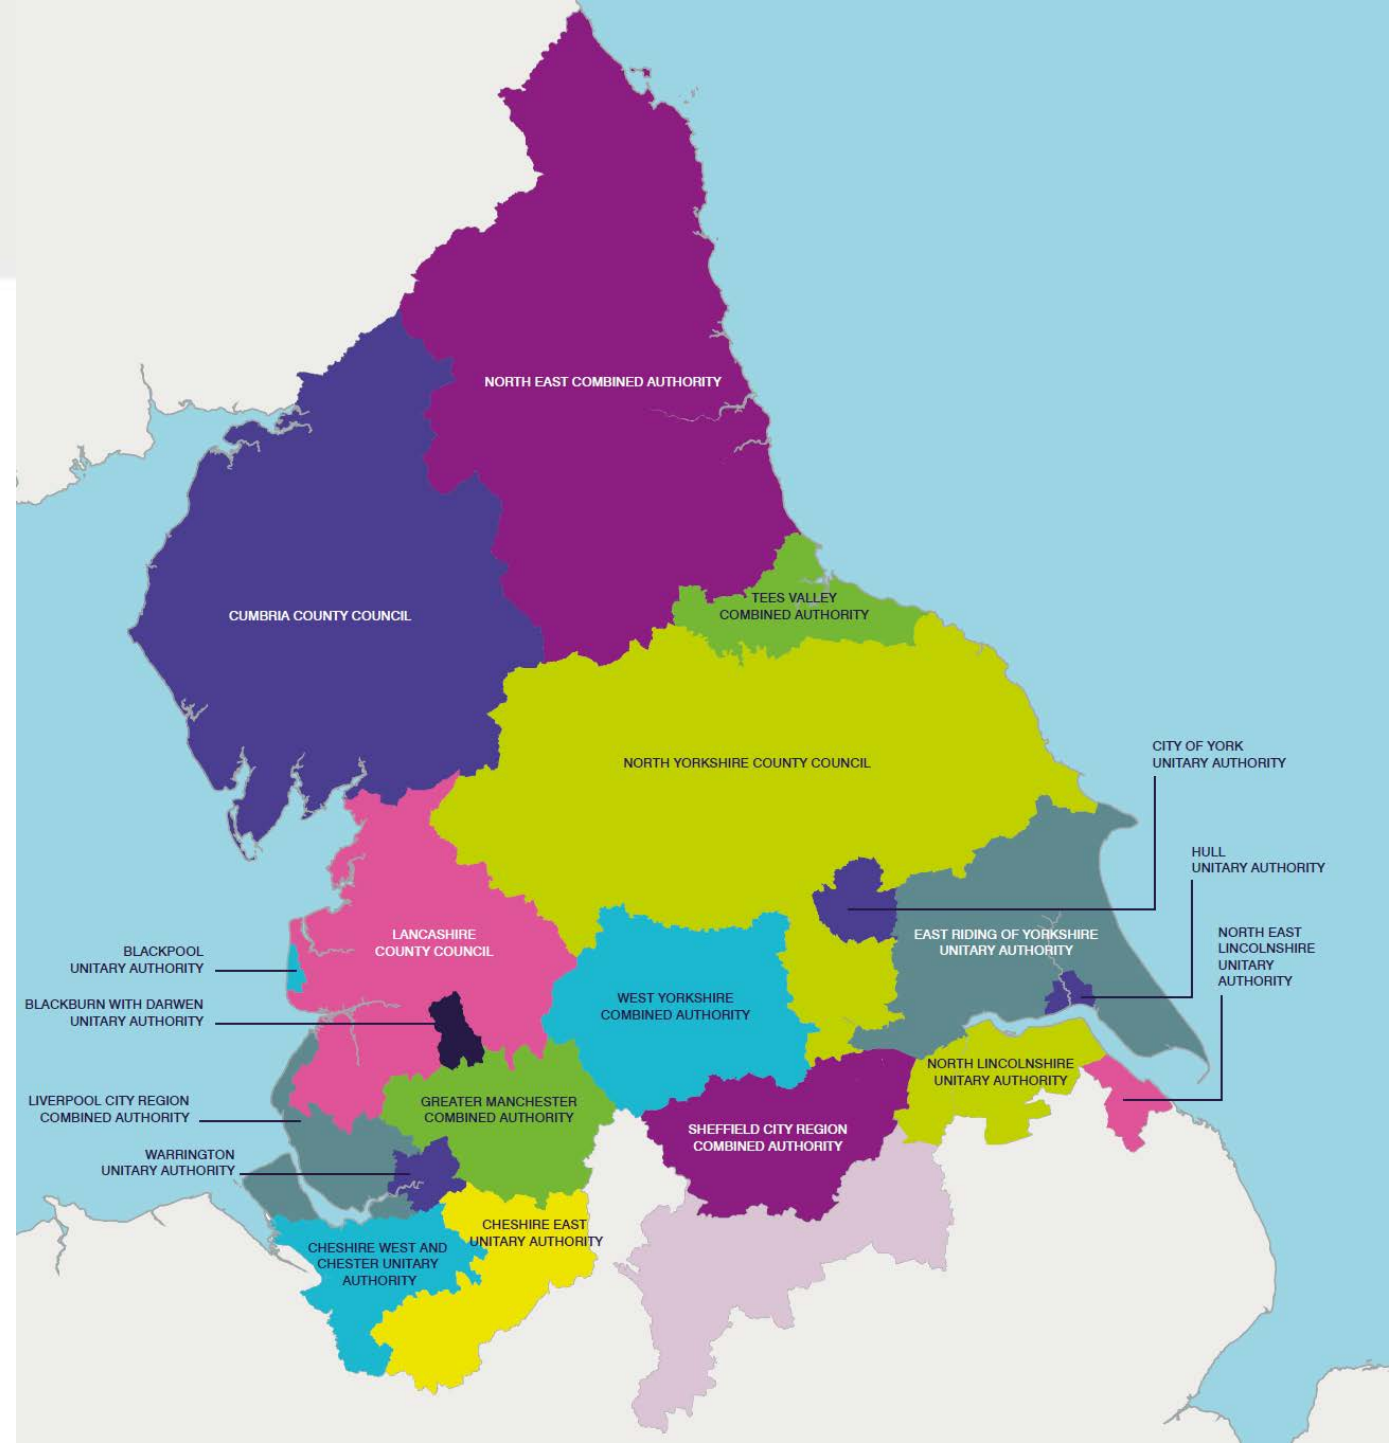 NORTH EAST COMBINED AUTHORITY
TEES VALLEY
COMBINED AUTHORITY
CUMBRIA COUNTY COUNCIL
NORTH YORKSHIRE COUNTY COUNCIL
CITY OF YORK
UNITARY AUTHORITY
HULL
UNITARY AUTHORITY
NORTH EAST
LINCOLNSHIRE
UNITARY
AUTHORITY
LANCASHIRE
COUNTY COUNCIL
EAST RIDING OF YORKSHIRE
UNITARY AUTHORITY
BLACKPOOL
UNITARY AUTHORITY
BLACKBURN WITH DARWEN
UNITARY AUTHORITY
WEST YORKSHIRE
COMBINED AUTHORITY
NORTH LINCOLNSHIRE
UNITARY AUTHORITY
LIVERPOOL CITY REGION
COMBINED AUTHORITY
GREATER MANCHESTER
COMBINED AUTHORITY
SHEFFIELD CITY REGION
COMBINED AUTHORITY
WARRINGTON
UNITARY AUTHORITY
CHESHIRE EAST
UNITARY AUTHORITY
CHESHIRE WEST AND
CHESTER UNITARY
AUTHORITY